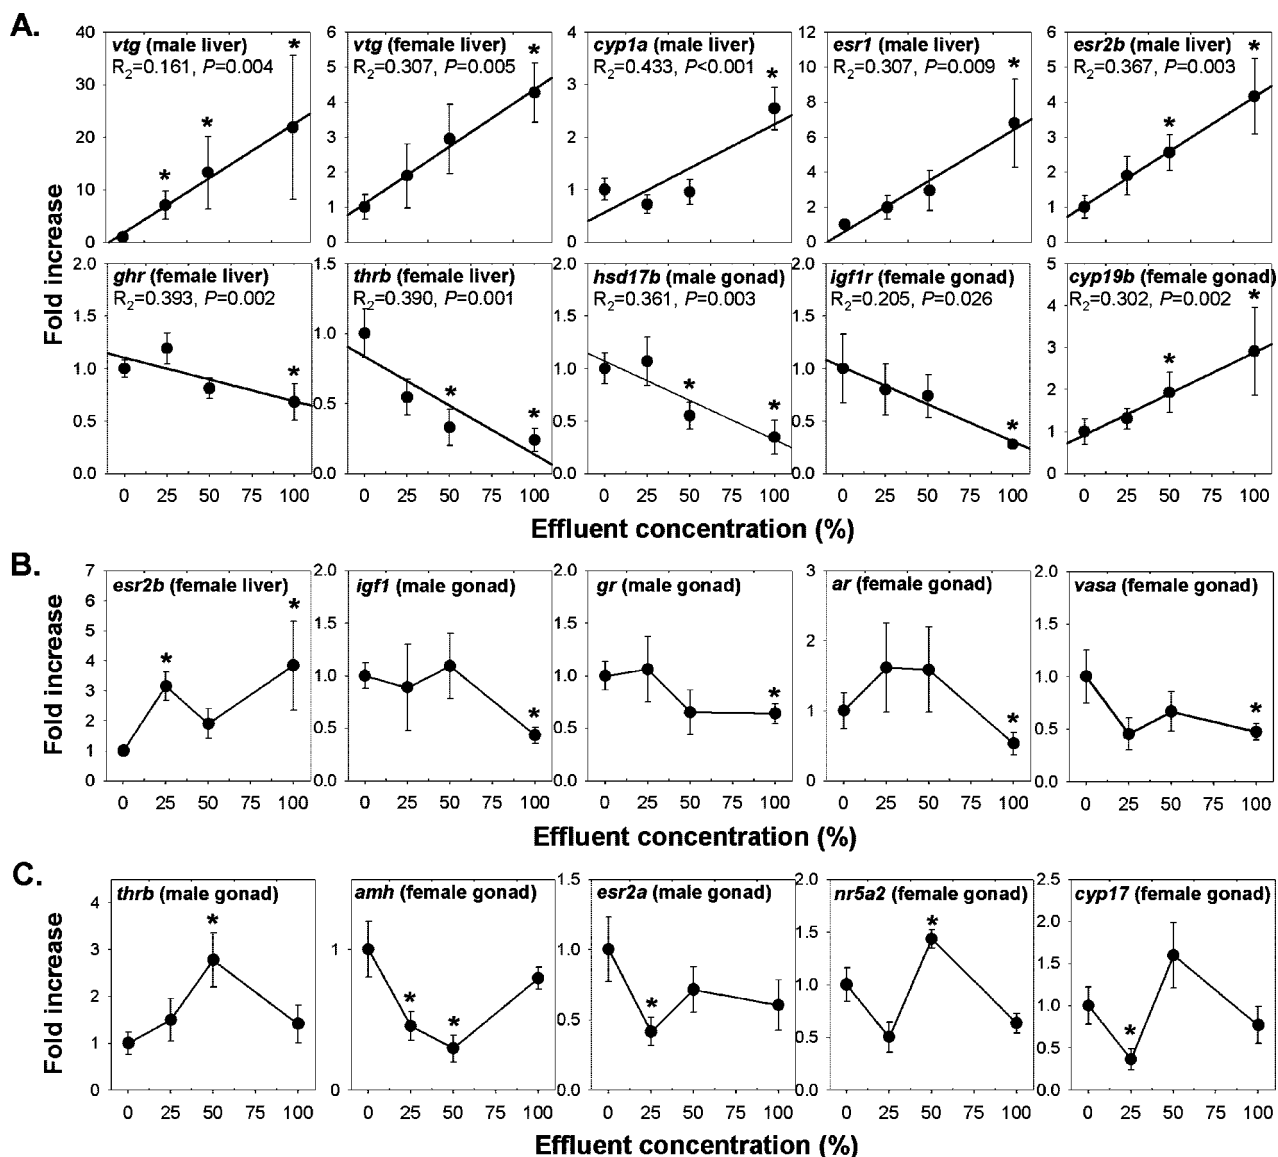 A.
vtg (male liver)
R2=0.161, P=0.004
vtg (female liver)
R2=0.307, P=0.005
cyp1a (male liver)
R2=0.433, P<0.001
esr1 (male liver)
R2=0.307, P=0.009
esr2b (male liver)
R2=0.367, P=0.003
40
30
20
10
0
6
5
4
3
2
1
0
4
3
2
1
0
12
10
8
6
4
2
0
6
5
4
3
2
1
0
* * *
*
*
*
* *
Fold increase
ghr (female liver)
R2=0.393, P=0.002
thrb (female liver)
R2=0.390, P=0.001
hsd17b (male gonad)
R2=0.361, P=0.003
igf1r (female gonad)
R2=0.205, P=0.026
cyp19b (female gonad)
R2=0.302, P=0.002
2.0
1.5
1.0
0.5
0.0
1.5
1.0
0.5
0.0
2.0
1.5
1.0
0.5
0.0
2.0
1.5
1.0
0.5
0.0
5
4
3
2
1
0
*
* *
* *
*
* *
0 25 50 75 100
0 25 50 75 100
0 25 50 75 100
0 25 50 75 100
0 25 50 75 100
Effluent concentration (%)
B.
esr2b (female liver)
igf1 (male gonad)
gr (male gonad)
ar (female gonad)
vasa (female gonad)
7
6
5
4
3
2
1
0
2.0
1.5
1.0
0.5
0.0
2.0
1.5
1.0
0.5
0.0
3
2
1
0
2.0
1.5
1.0
0.5
0.0
* *
*
*
*
*
Fold increase
0 25 50 75 100
0 25 50 75 100
0 25 50 75 100
0 25 50 75 100
0 25 50 75 100
Effluent concentration (%)
C.
thrb (male gonad)
amh (female gonad)
esr2a (male gonad)
nr5a2 (female gonad)
cyp17 (female gonad)
4
3
2
1
0
1
0
1.5
1.0
0.5
0.0
2.0
1.5
1.0
0.5
0.0
2.5
2.0
1.5
1.0
0.5
0.0
*
* *
*
*
*
Fold increase
0 25 50 75 100
0 25 50 75 100
0 25 50 75 100
0 25 50 75 100
0 25 50 75 100
Effluent concentration (%)